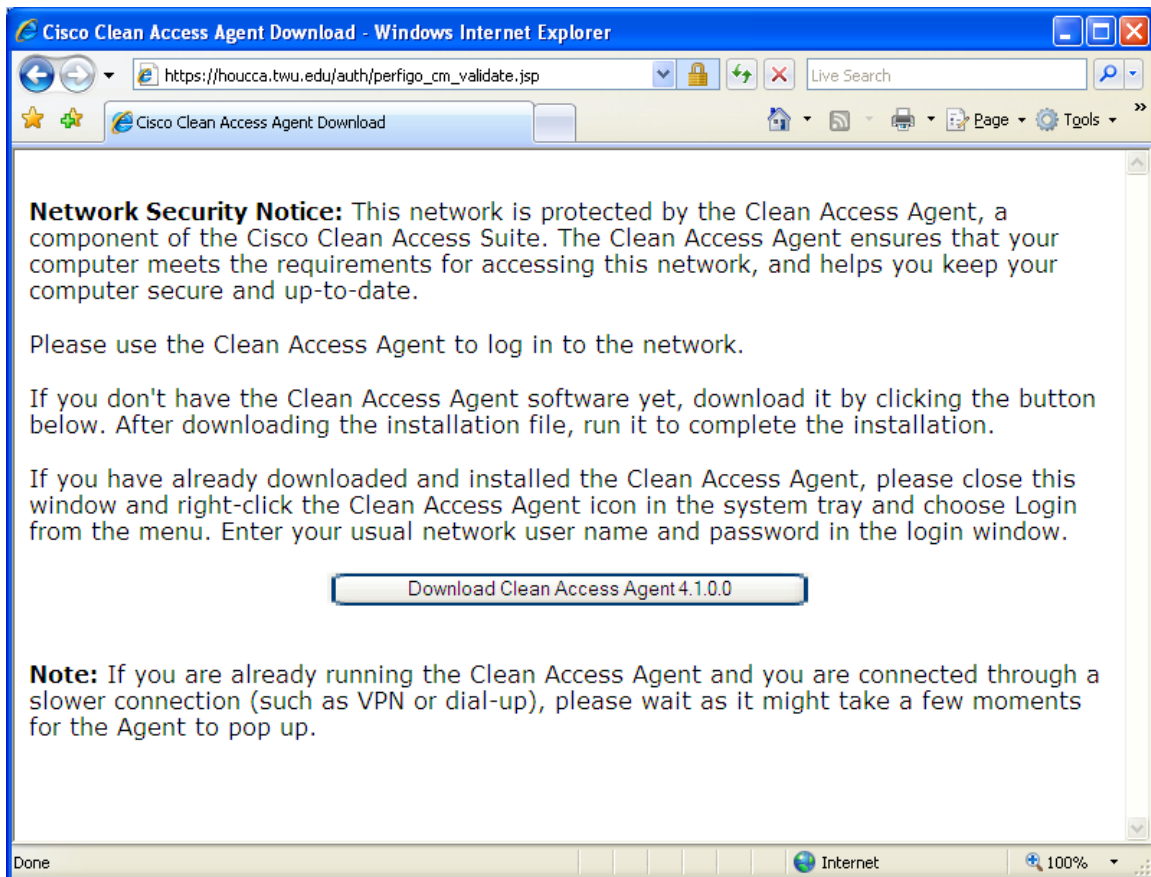 Cisco Clean Access Agent Download - Windows Internet Explorer
https://houcca.twu.edu/auth/perfigo_cm_validate.jsp
Live Search
Cisco Clean Access Agent Download
Page
Tools
»
Network Security Notice: This network is protected by the Clean Access Agent, a
component of the Cisco Clean Access Suite. The Clean Access Agent ensures that your
computer meets the requirements for accessing this network, and helps you keep your
computer secure and up-to-date.
Please use the Clean Access Agent to log in to the network.
If you don't have the Clean Access Agent software yet, download it by clicking the button
below. After downloading the installation file, run it to complete the installation.
If you have already downloaded and installed the Clean Access Agent, please close this
window and right-click the Clean Access Agent icon in the system tray and choose Login
from the menu. Enter your usual network user name and password in the login window.
Download Clean Access Agent 4.1.0.0
Note: If you are already running the Clean Access Agent and you are connected through a
slower connection (such as VPN or dial-up), please wait as it might take a few moments
for the Agent to pop up.
Done
Internet
100%